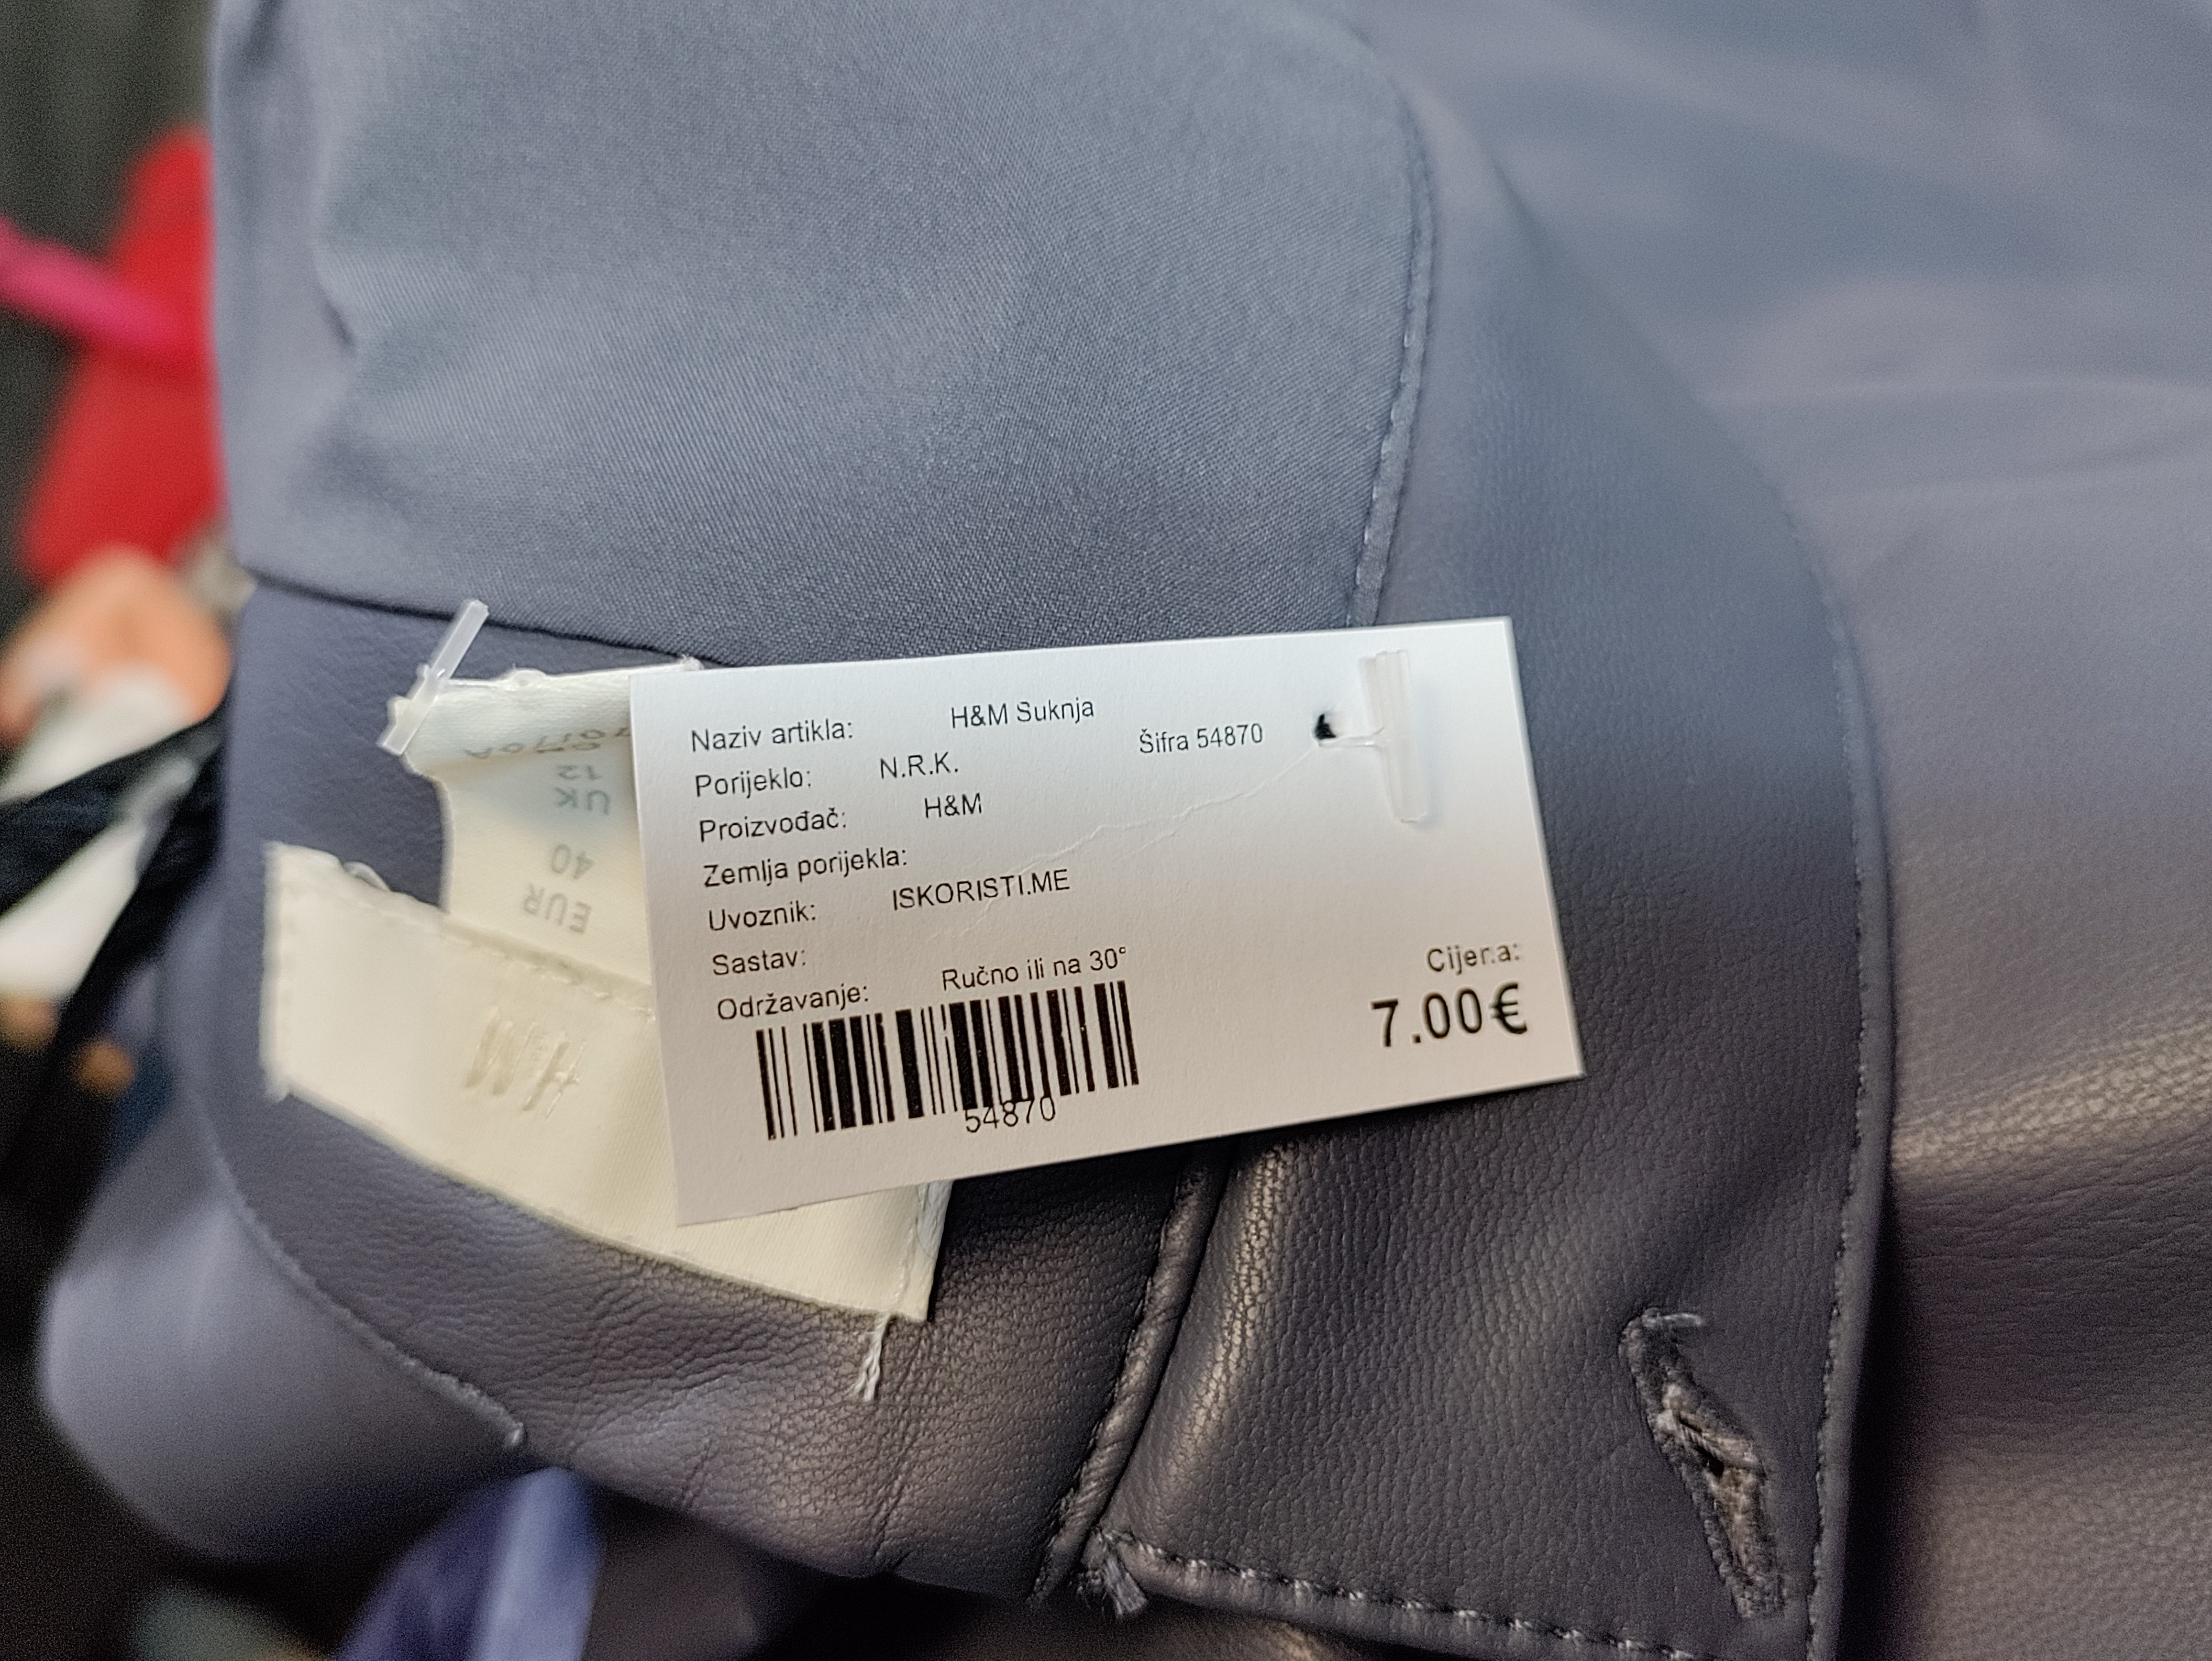 Naziv artikla: H&M Suknja
Porijeklo: N.R.K. Šifra 54870
Proizvođač: H&M
Zemlja porijekla:
Uvoznik: ISKORISTI.ME
Sastav:
Održavanje: Ručno ili na 30°
54870
Cijena:
7.00€
EUR
40
UK
12
H&M